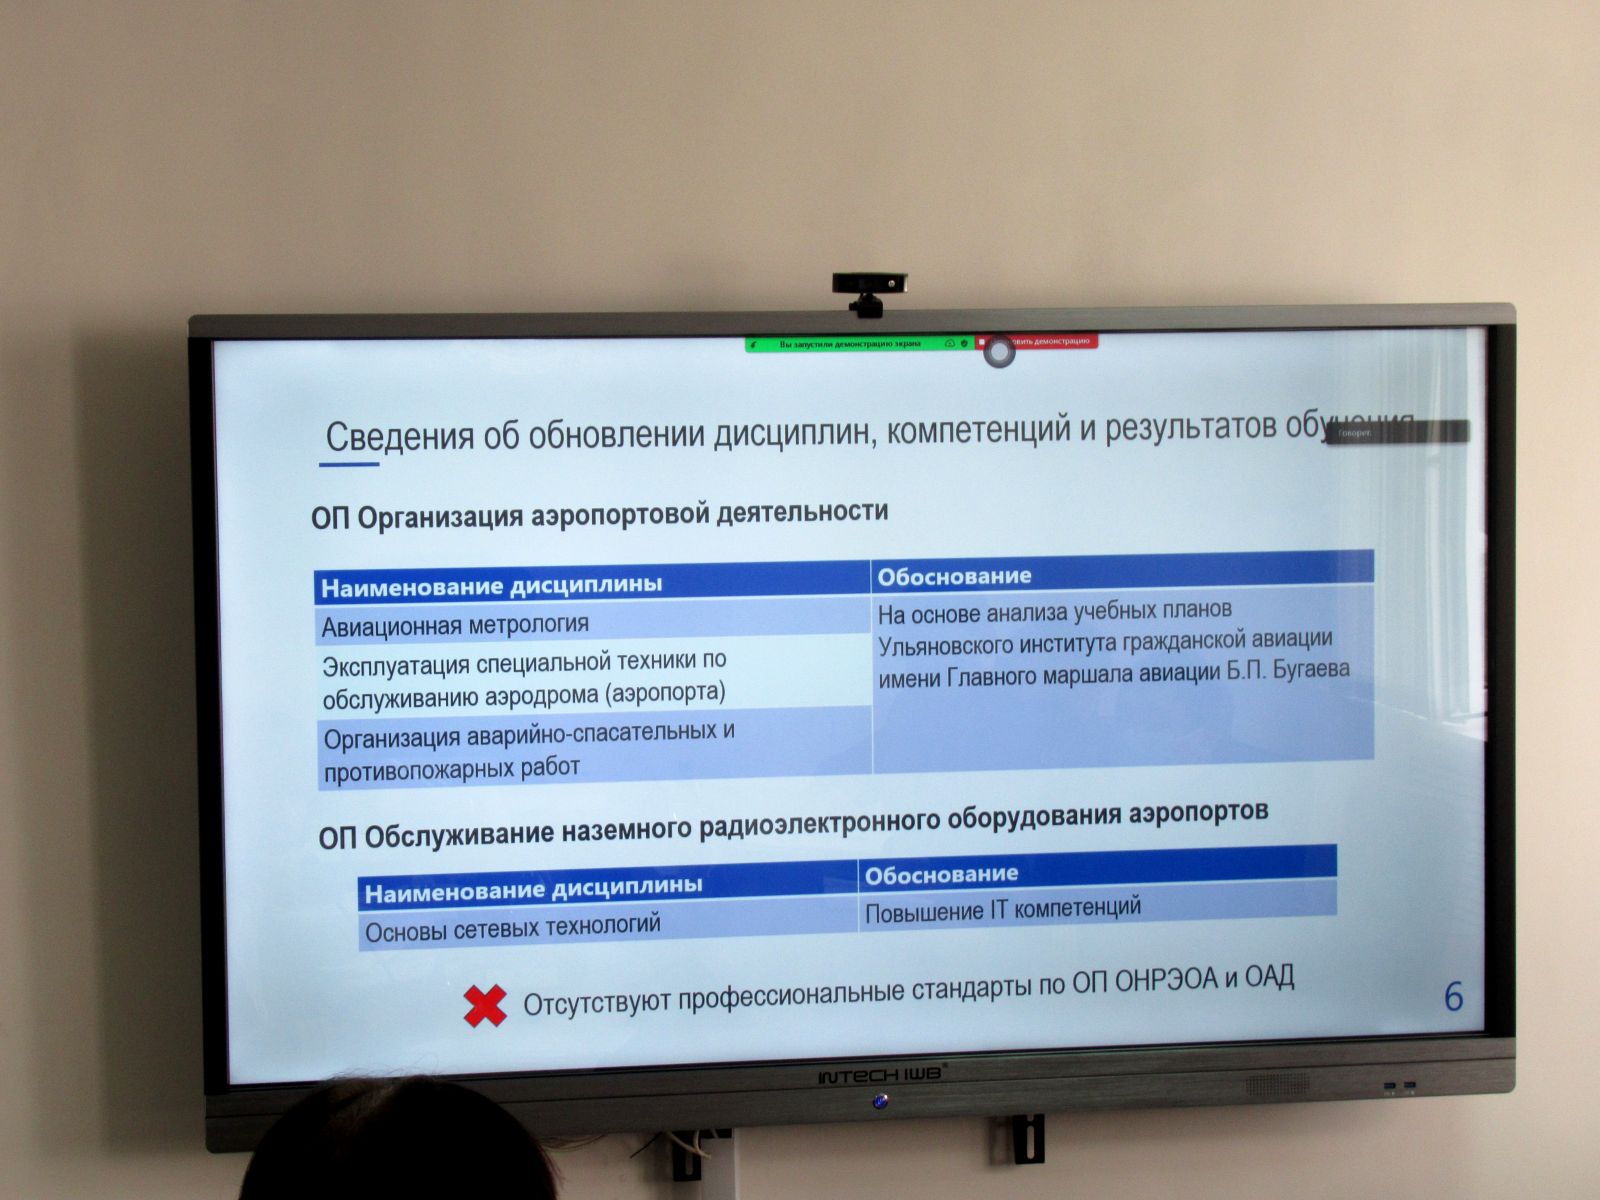 Вы запустили демонстрацию экрана
овить демонстрацию
Сведения об обновлении дисциплин, компетенций и результатов обучения
Говорит:
ОП Организация аэропортовой деятельности
Наименование дисциплины
Обоснование
Авиационная метрология
Эксплуатация специальной техники по
обслуживанию аэродрома (аэропорта)
Организация аварийно-спасательных и
противопожарных работ
На основе анализа учебных планов
Ульяновского института гражданской авиации
имени Главного маршала авиации Б.П. Бугаева
ОП Обслуживание наземного радиоэлектронного оборудования аэропортов
Наименование дисциплины
Обоснование
Основы сетевых технологий
Повышение IT компетенций
Отсутствуют профессиональные стандарты по ОП ОНРЭОА и ОАД
6
INTECH IWB